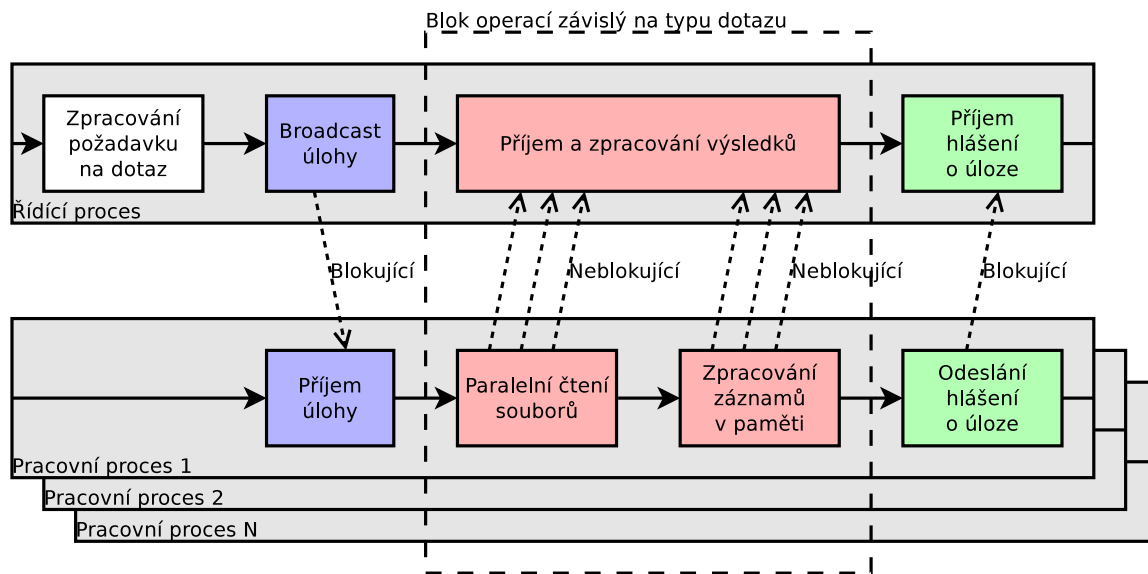 Blok operací závislý na typu dotazu
Zpracování
požadavku
na dotaz
Broadcast
úlohy
Příjem a zpracování výsledků
Příjem
hlášení
o úloze
Řídící proces
Blokující
Neblokující
Neblokující
Blokující
Příjem
úlohy
Paralelní čtení
souborů
Zpracování
záznamů
v paměti
Odeslání
hlášení
o úloze
Pracovní proces 1
Pracovní proces 2
Pracovní proces N